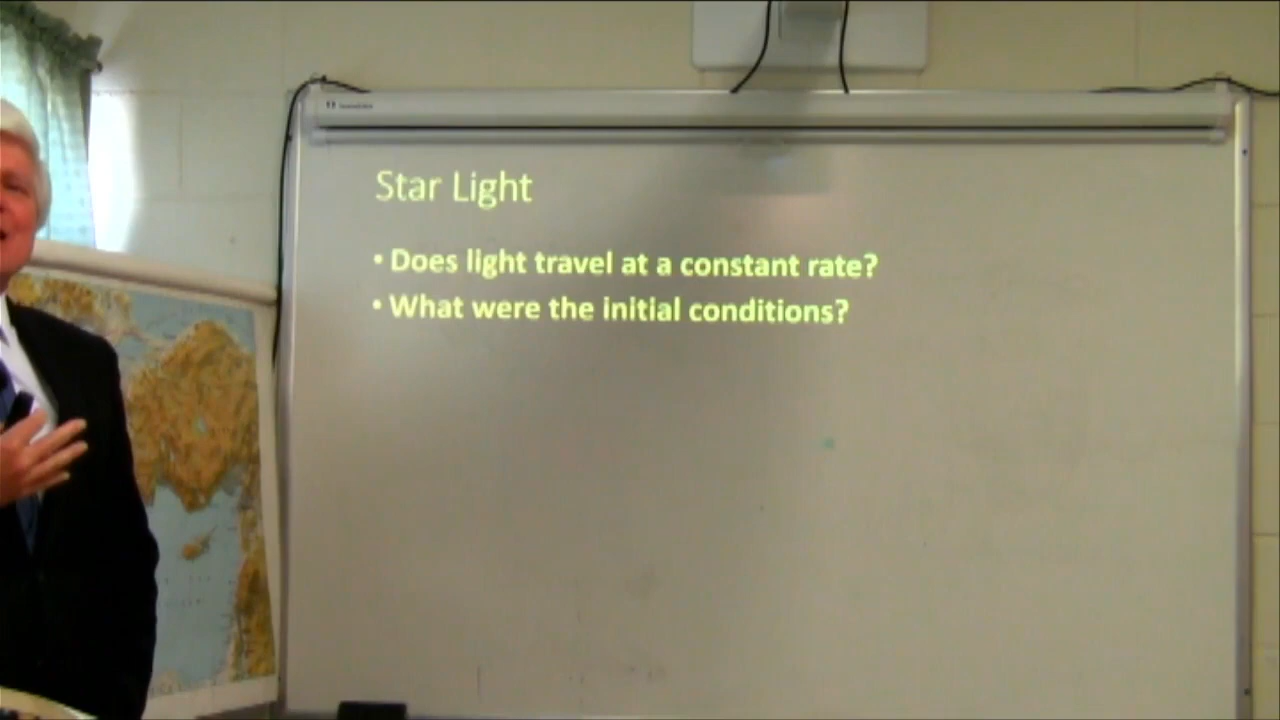 Star Light
• Does light travel at a constant rate?
• What were the initial conditions?